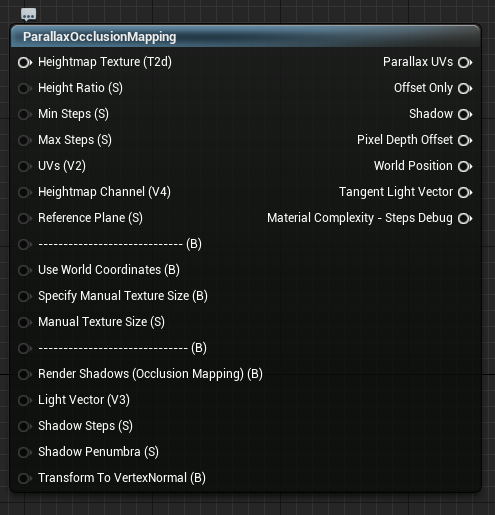 ParallaxOcclusionMapping
Heightmap Texture (T2d) Parallax UVs
Height Ratio (S) Offset Only
Min Steps (S) Shadow
Max Steps (S) Pixel Depth Offset
UVs (V2) World Position
Heightmap Channel (V4) Tangent Light Vector
Reference Plane (S) Material Complexity - Steps Debug
----------------------------- (B)
Use World Coordinates (B)
Specify Manual Texture Size (B)
Manual Texture Size (S)
------------------------------ (B)
Render Shadows (Occlusion Mapping) (B)
Light Vector (V3)
Shadow Steps (S)
Shadow Penumbra (S)
Transform To VertexNormal (B)